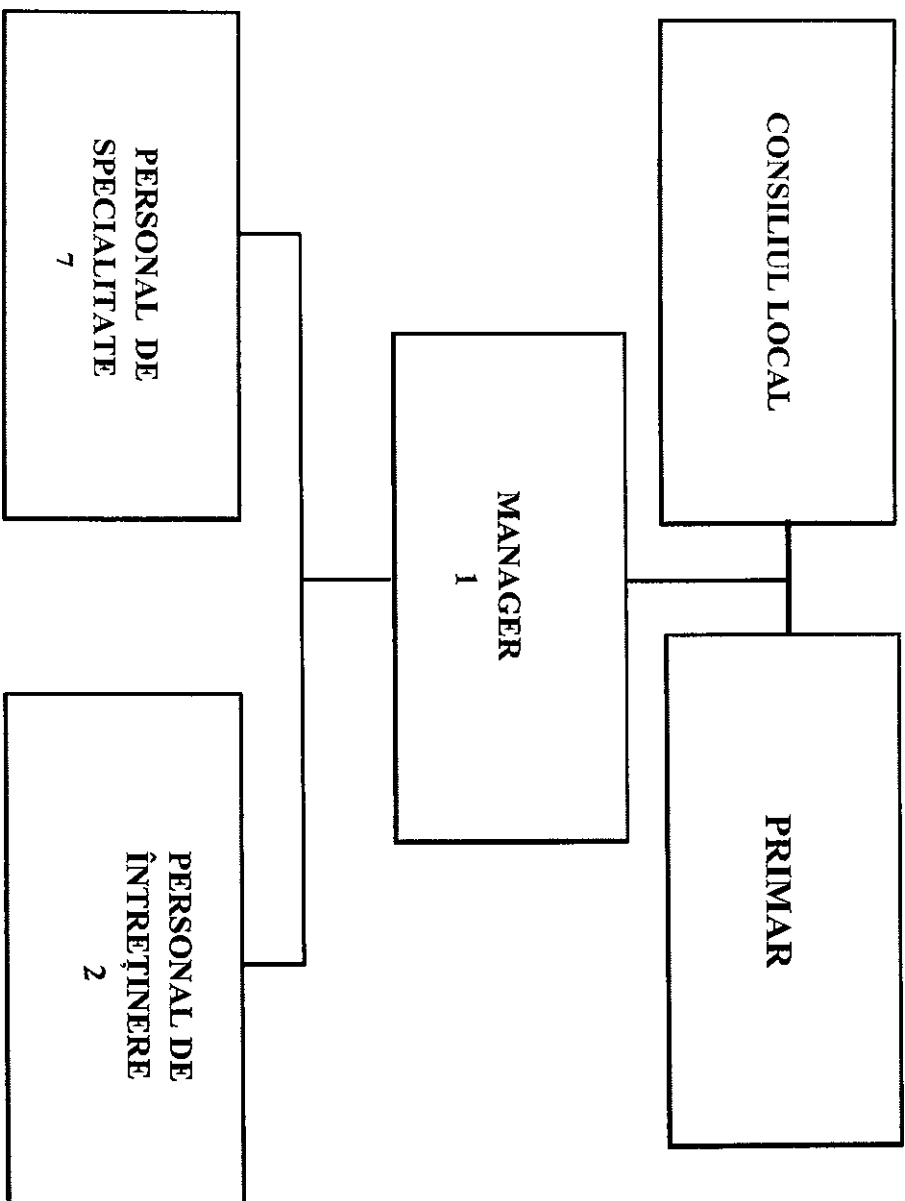 CONSILIUL LOCAL
PRIMAR
MANAGER
1
PERSONAL DE
SPECIALITATE
7
PERSONAL DE
ÎNTREȚINERE
2